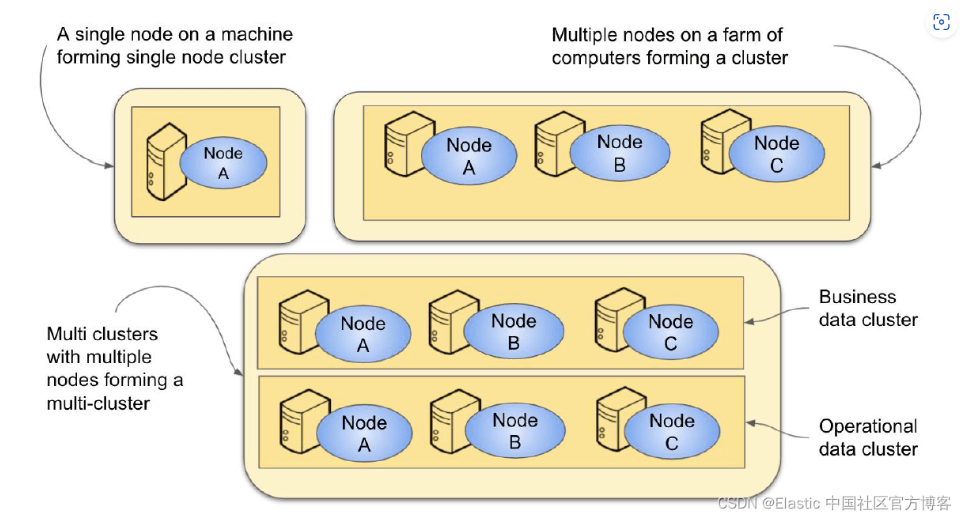 A single node on a machine
forming single node cluster
Multiple nodes on a farm of
computers forming a cluster
Node
A
Node
A
Node
B
Node
C
Multi clusters
with multiple
nodes forming a
multi-cluster
Node
A
Node
B
Node
C
Business
data cluster
Node
A
Node
B
Node
C
Operational
data cluster
CSDN @Elastic 中国社区官方博客